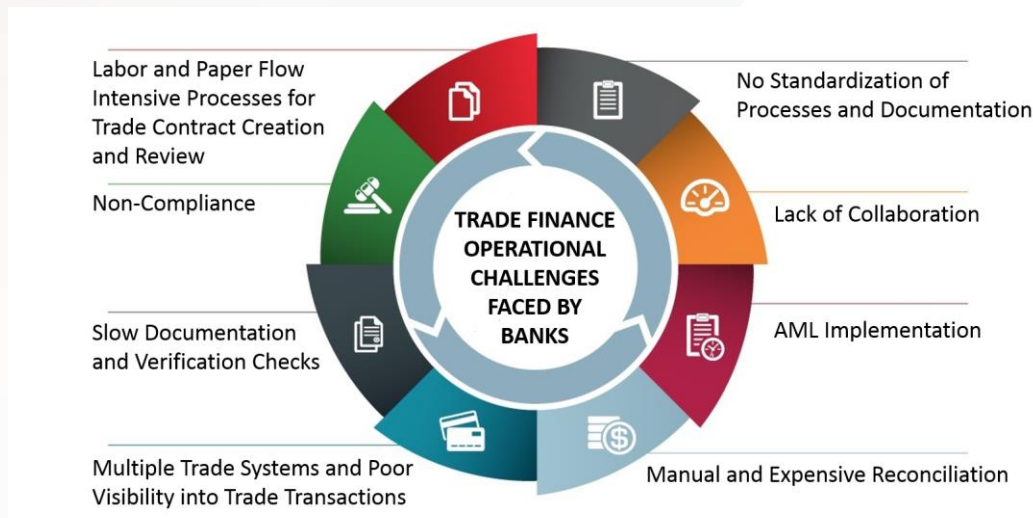 Labor and Paper Flow
Intensive Processes for
Trade Contract Creation
and Review
Non-Compliance
Slow Documentation
and Verification Checks
Multiple Trade Systems and Poor
Visibility into Trade Transactions
TRADE FINANCE
OPERATIONAL
CHALLENGES
FACED BY
BANKS
No Standardization of
Processes and Documentation
Lack of Collaboration
AML Implementation
Manual and Expensive Reconciliation